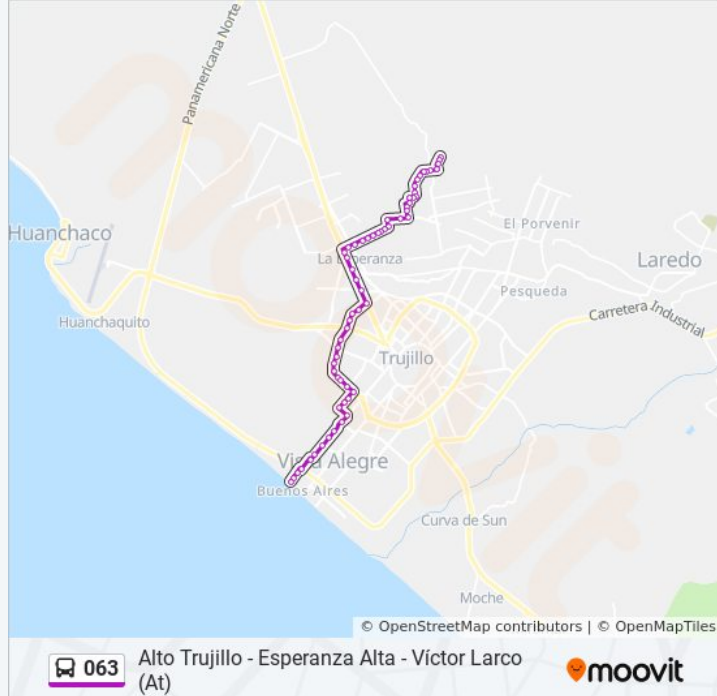 Panamericana Norte
El Porvenir
Huanchaco
La Esperanza
Laredo
Pesqueda
Huanchaquito
Carretera Industrial
Trujillo
Vista Alegre
Buenos Aires
Curva de Sun
Moche
© OpenStreetMap contributors | © OpenMapTiles
063
Alto Trujillo - Esperanza Alta - Víctor Larco
(At)
moovit